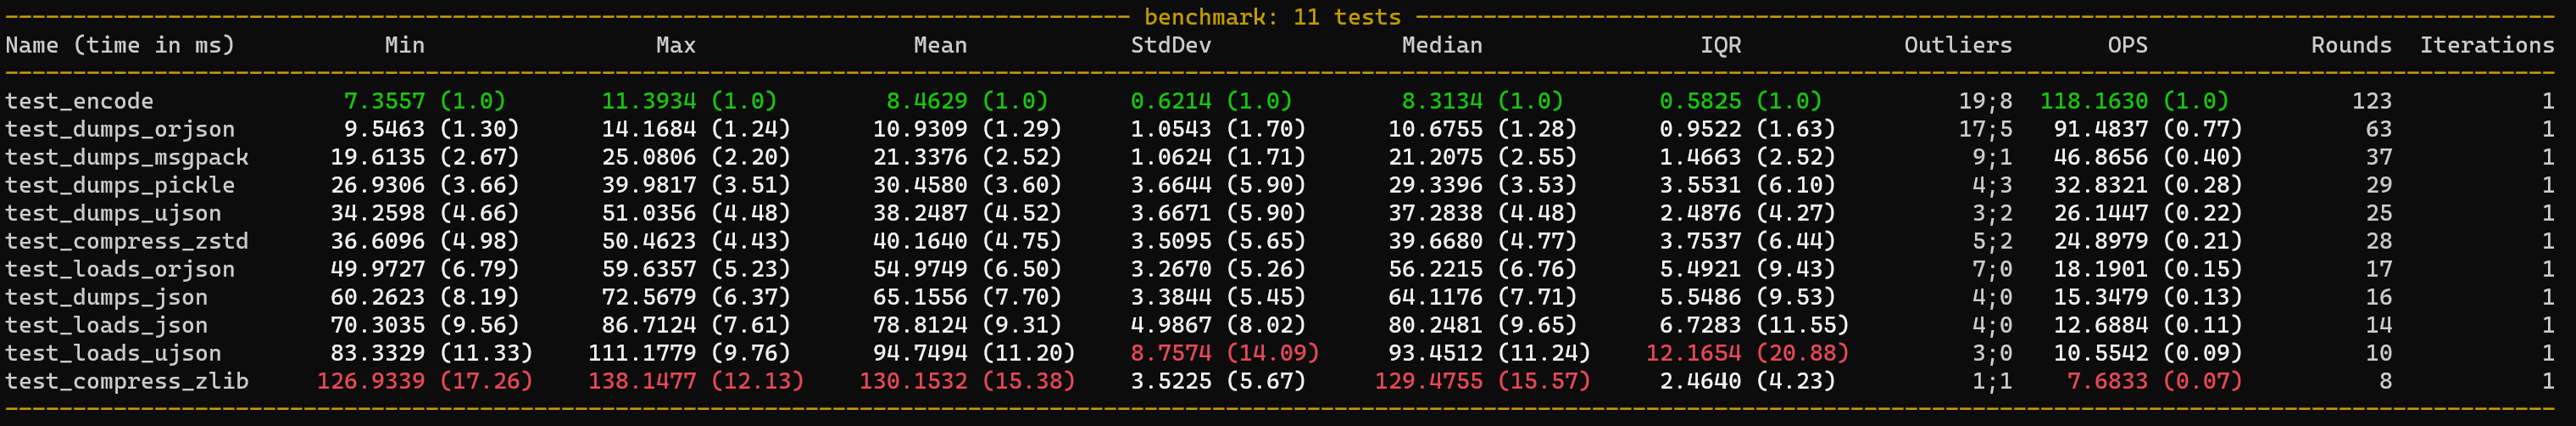 benchmark: 11 tests
Name (time in ms) Min Max Mean StdDev Median IQR Outliers OPS Rounds Iterations
test_encode 7.3557 (1.0) 11.3934 (1.0) 8.4629 (1.0) 0.6214 (1.0) 8.3134 (1.0) 0.5825 (1.0) 19;8 118.1630 (1.0) 123 1
test_dumps_orjson 9.5463 (1.30) 14.1684 (1.24) 10.9309 (1.29) 1.0543 (1.70) 10.6755 (1.28) 0.9522 (1.63) 17;5 91.4837 (0.77) 63 1
test_dumps_msgpack 19.6135 (2.67) 25.0806 (2.20) 21.3376 (2.52) 1.0624 (1.71) 21.2075 (2.55) 1.4663 (2.52) 9;1 46.8656 (0.40) 37 1
test_dumps_pickle 26.9306 (3.66) 39.9817 (3.51) 30.4580 (3.60) 3.6644 (5.90) 29.3396 (3.53) 3.5531 (6.10) 4;3 32.8321 (0.28) 29 1
test_dumps_ujson 34.2598 (4.66) 51.0356 (4.48) 38.2487 (4.52) 3.6671 (5.90) 37.2838 (4.48) 2.4876 (4.27) 3;2 26.1447 (0.22) 25 1
test_compress_zstd 36.6096 (4.98) 50.4623 (4.43) 40.1640 (4.75) 3.5095 (5.65) 39.6680 (4.77) 3.7537 (6.44) 5;2 24.8979 (0.21) 28 1
test_loads_orjson 49.9727 (6.79) 59.6357 (5.23) 54.9749 (6.50) 3.2670 (5.26) 56.2215 (6.76) 5.4921 (9.43) 7;0 18.1901 (0.15) 17 1
test_dumps_json 60.2623 (8.19) 72.5679 (6.37) 65.1556 (7.70) 3.3844 (5.45) 64.1176 (7.71) 5.5486 (9.53) 4;0 15.3479 (0.13) 16 1
test_loads_json 70.3035 (9.56) 86.7124 (7.61) 78.8124 (9.31) 4.9867 (8.02) 80.2481 (9.65) 6.7283 (11.55) 4;0 12.6884 (0.11) 14 1
test_loads_ujson 83.3329 (11.33) 111.1779 (9.76) 94.7494 (11.20) 8.7574 (14.09) 93.4512 (11.24) 12.1654 (20.88) 3;0 10.5542 (0.09) 10 1
test_compress_zlib 126.9339 (17.26) 138.1477 (12.13) 130.1532 (15.38) 3.5225 (5.67) 129.4755 (15.57) 2.4640 (4.23) 1;1 7.6833 (0.07) 8 1